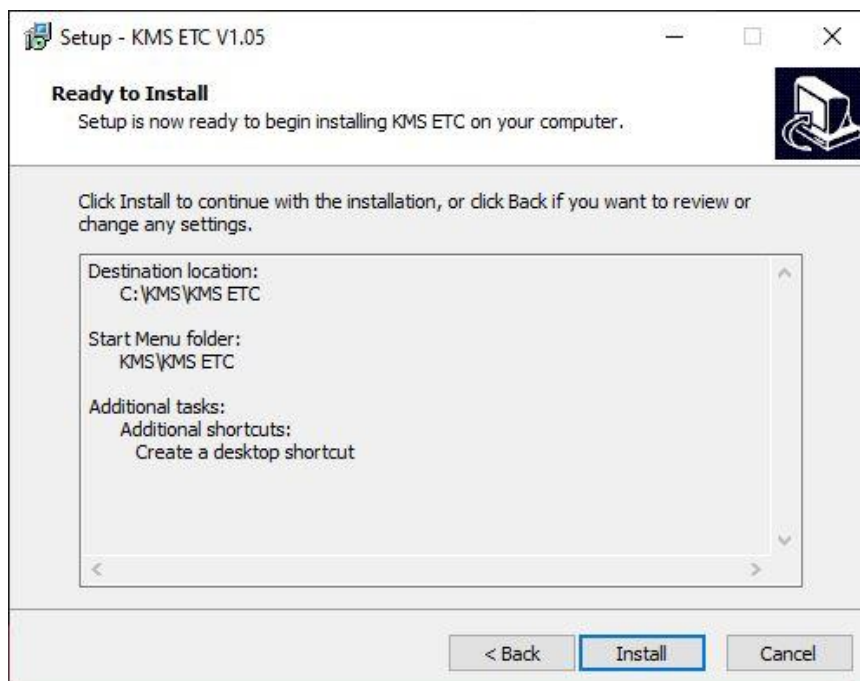 Setup - KMS ETC V1.05
Ready to Install
Setup is now ready to begin installing KMS ETC on your computer.
Click Install to continue with the installation, or click Back if you want to review or
change any settings.
Destination location:
C:\KMS\KMS ETC
Start Menu folder:
KMS\KMS ETC
Additional tasks:
Additional shortcuts:
Create a desktop shortcut
< Back
Install
Cancel